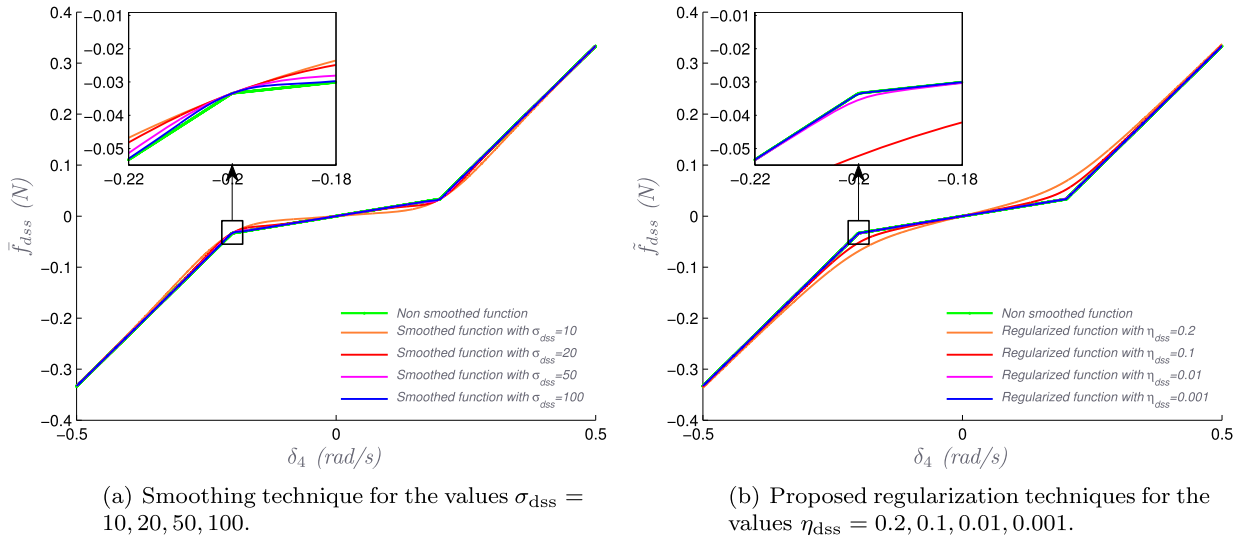 −0.01
−0.02
−0.03
−0.04
−0.05
−0.22
−0.2
−0.18
0.4
0.3
0.2
0.1
0
−0.1
−0.2
−0.3
−0.4
−0.5
0
0.5
f̄dss (N)
δ4 (rad/s)
Non smoothed function
Smoothed function with σdss=10
Smoothed function with σdss=20
Smoothed function with σdss=50
Smoothed function with σdss=100
(a) Smoothing technique for the values σdss =
10, 20, 50, 100.
−0.01
−0.02
−0.03
−0.04
−0.05
−0.22
−0.2
−0.18
0.4
0.3
0.2
0.1
0
−0.1
−0.2
−0.3
−0.4
−0.5
0
0.5
f̃dss (N)
δ4 (rad/s)
Non smoothed function
Regularized function with ηdss=0.2
Regularized function with ηdss=0.1
Regularized function with ηdss=0.01
Regularized function with ηdss=0.001
(b) Proposed regularization techniques for the
values ηdss = 0.2, 0.1, 0.01, 0.001.